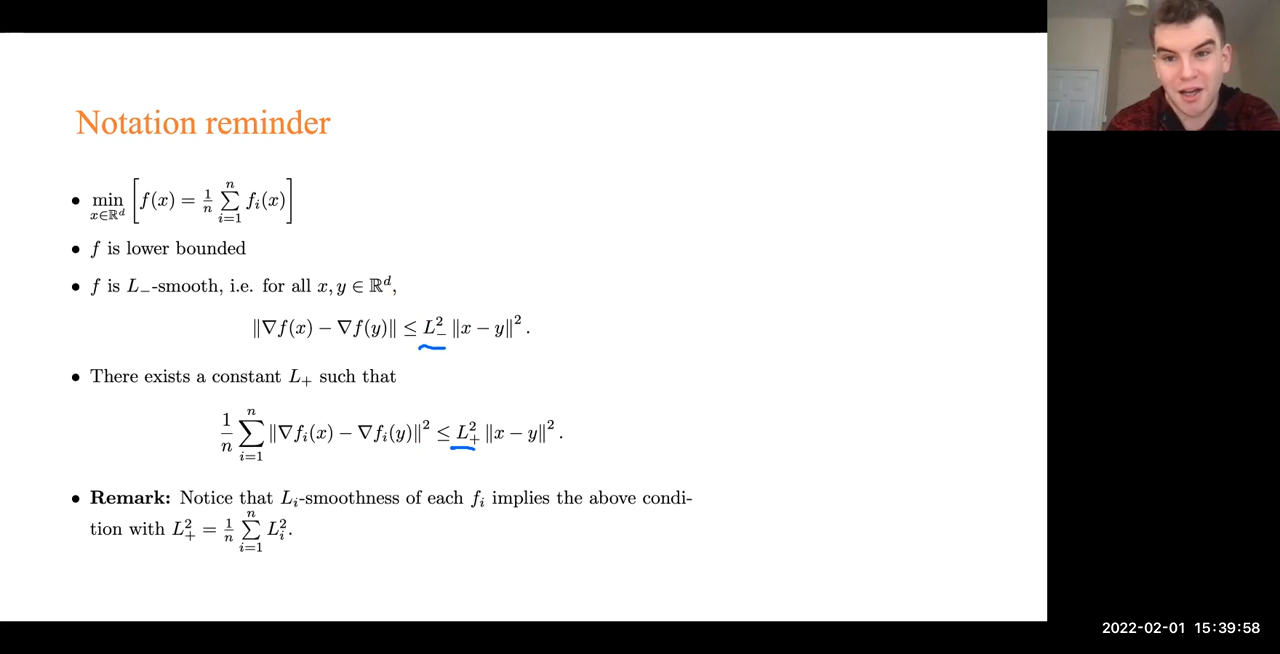 Notation reminder
• min_{x∈ℝ^d} [f(x) = 1/n ∑_{i=1}^{n} f_i(x)]
• f is lower bounded
• f is L_−-smooth, i.e. for all x, y ∈ ℝ^d,
‖∇f(x) − ∇f(y)‖ ≤ L_−^2 ‖x − y‖^2 .
• There exists a constant L_+ such that
1/n ∑_{i=1}^{n} ‖∇f_i(x) − ∇f_i(y)‖^2 ≤ L_+^2 ‖x − y‖^2 .
• Remark: Notice that L_i-smoothness of each f_i implies the above condi-
tion with L_+^2 = 1/n ∑_{i=1}^{n} L_i^2.
2022-02-01 15:39:58